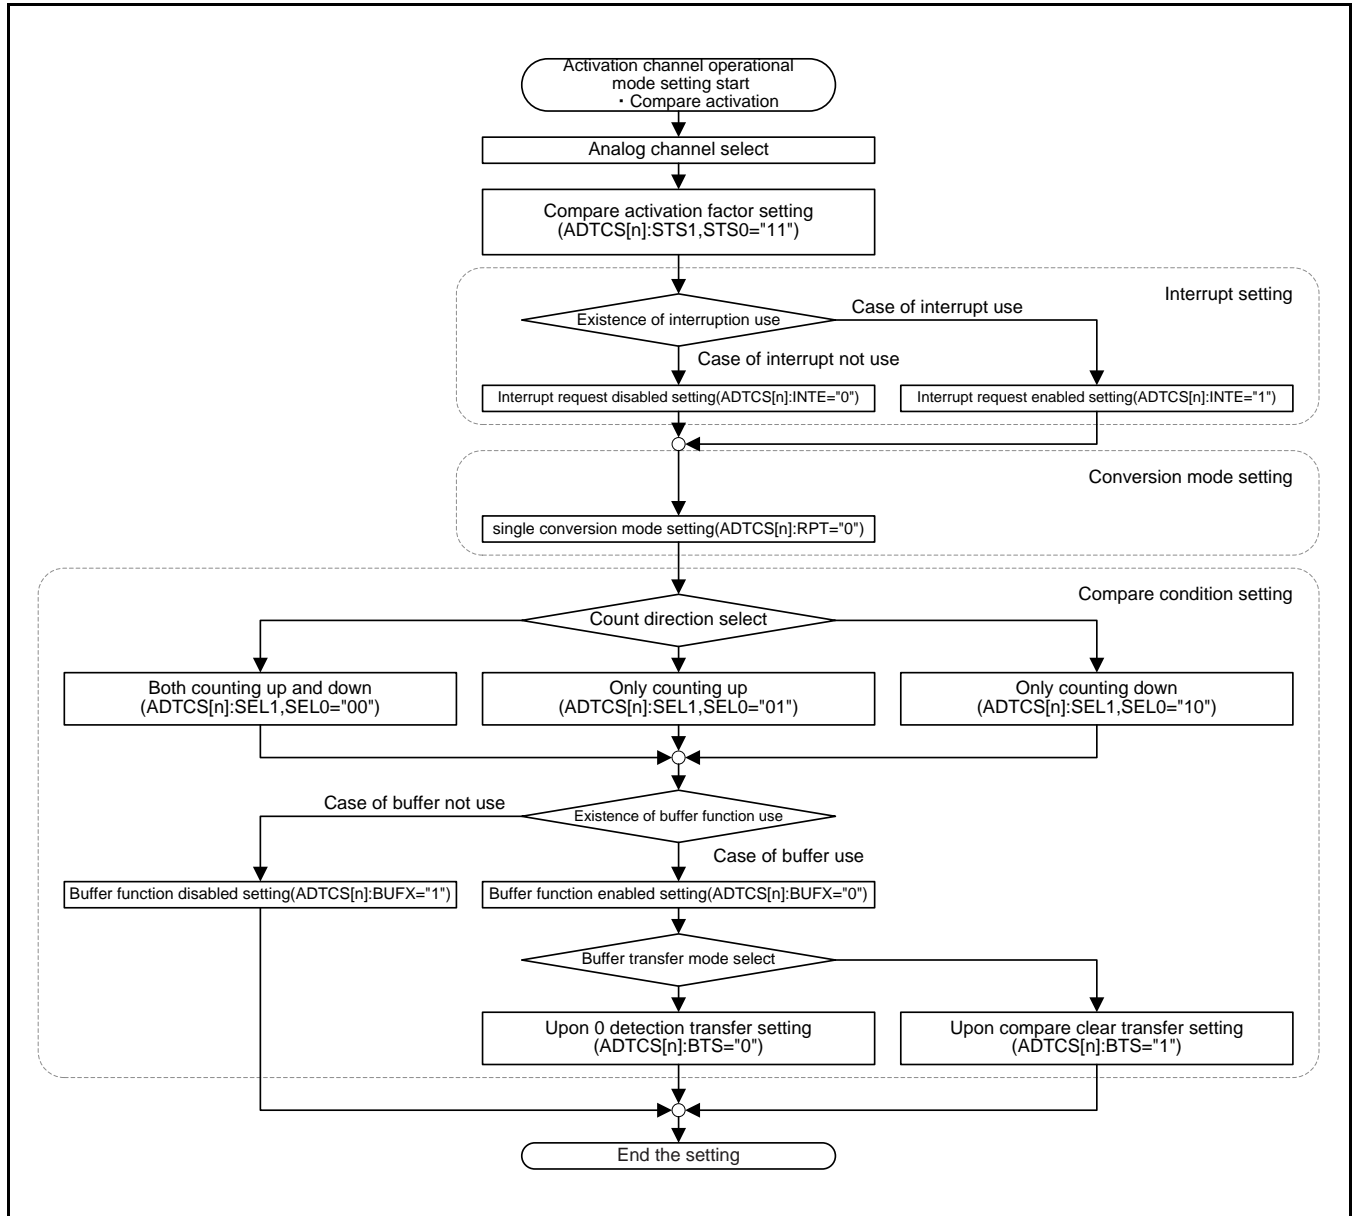 Activation channel operational
mode setting start
・Compare activation
Analog channel select
Compare activation factor setting
(ADTCS[n]:STS1,STS0="11")
Interrupt setting
Existence of interruption use
Case of interrupt use
Case of interrupt not use
Interrupt request disabled setting(ADTCS[n]:INTE="0")
Interrupt request enabled setting(ADTCS[n]:INTE="1")
Conversion mode setting
single conversion mode setting(ADTCS[n]:RPT="0")
Compare condition setting
Count direction select
Both counting up and down
(ADTCS[n]:SEL1,SEL0="00")
Only counting up
(ADTCS[n]:SEL1,SEL0="01")
Only counting down
(ADTCS[n]:SEL1,SEL0="10")
Case of buffer not use
Existence of buffer function use
Case of buffer use
Buffer function disabled setting(ADTCS[n]:BUFX="1")
Buffer function enabled setting(ADTCS[n]:BUFX="0")
Buffer transfer mode select
Upon 0 detection transfer setting
(ADTCS[n]:BTS="0")
Upon compare clear transfer setting
(ADTCS[n]:BTS="1")
End the setting